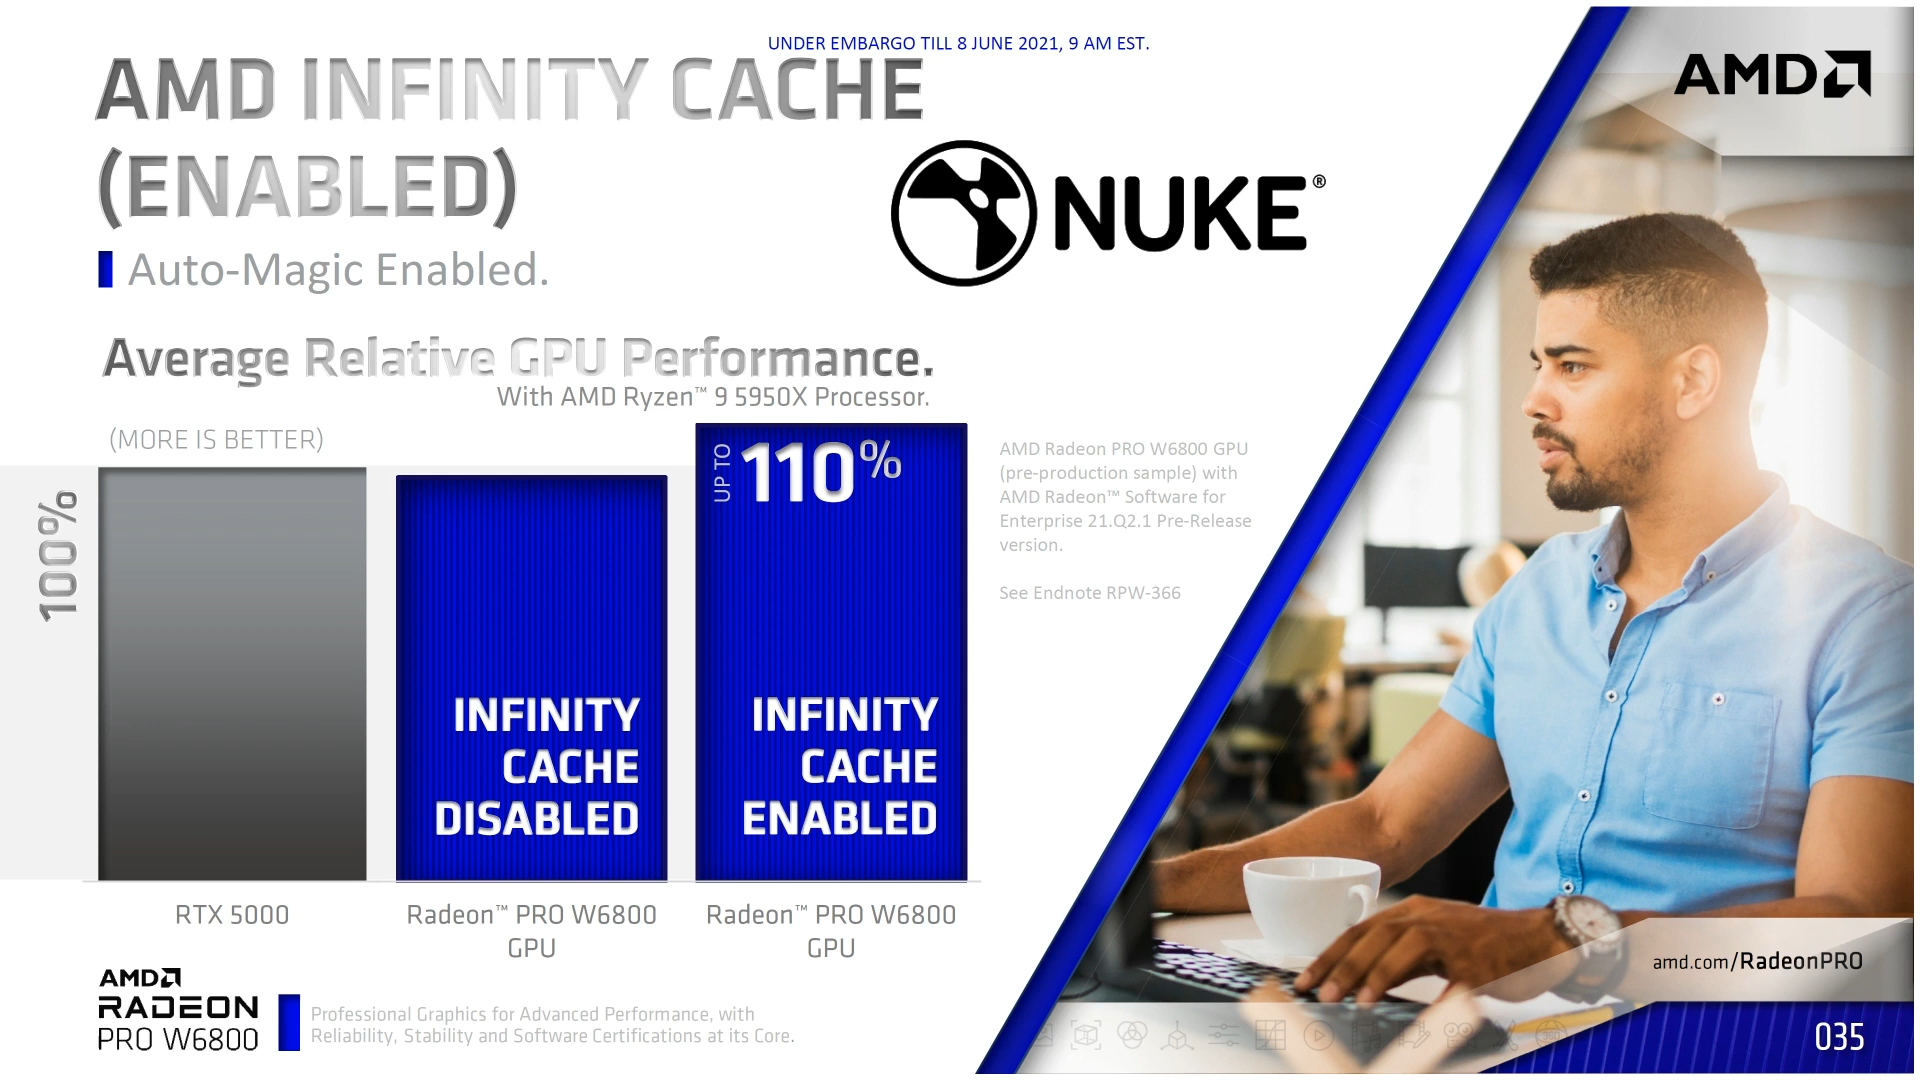 UNDER EMBARGO TILL 8 JUNE 2021, 9 AM EST.
AMD INFINITY CACHE
(ENABLED)
Auto-Magic Enabled.
NUKE®
AMD
Average Relative GPU Performance.
With AMD Ryzen™ 9 5950X Processor.
(MORE IS BETTER)
100%
UP TO 110%
INFINITY
CACHE
DISABLED
INFINITY
CACHE
ENABLED
RTX 5000
Radeon™ PRO W6800
GPU
Radeon™ PRO W6800
GPU
AMD Radeon PRO W6800 GPU
(pre-production sample) with
AMD Radeon™ Software for
Enterprise 21.Q2.1 Pre-Release
version.
See Endnote RPW-366
AMD
RADEON
PRO W6800
Professional Graphics for Advanced Performance, with
Reliability, Stability and Software Certifications at its Core.
amd.com/RadeonPRO
035